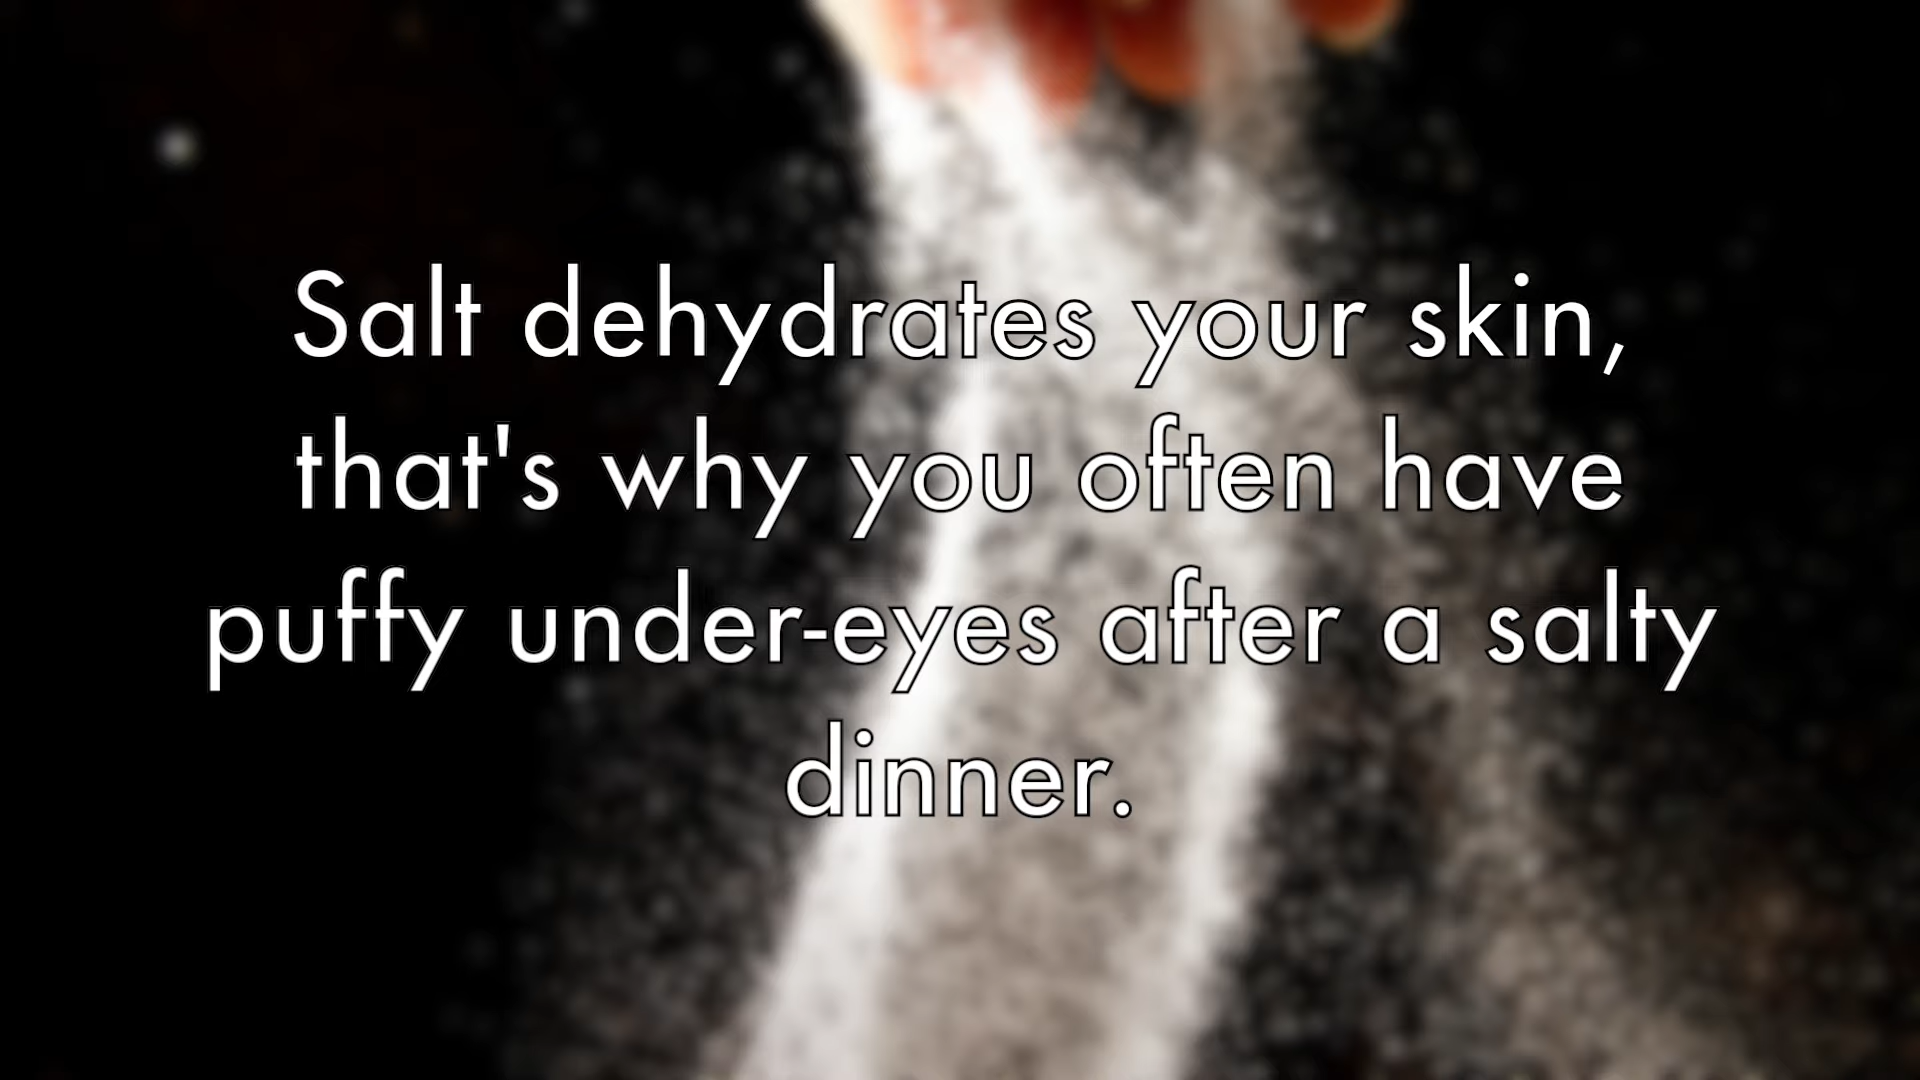 Salt dehydrates your skin,
that's why you often have
puffy under-eyes after a salty
dinner.